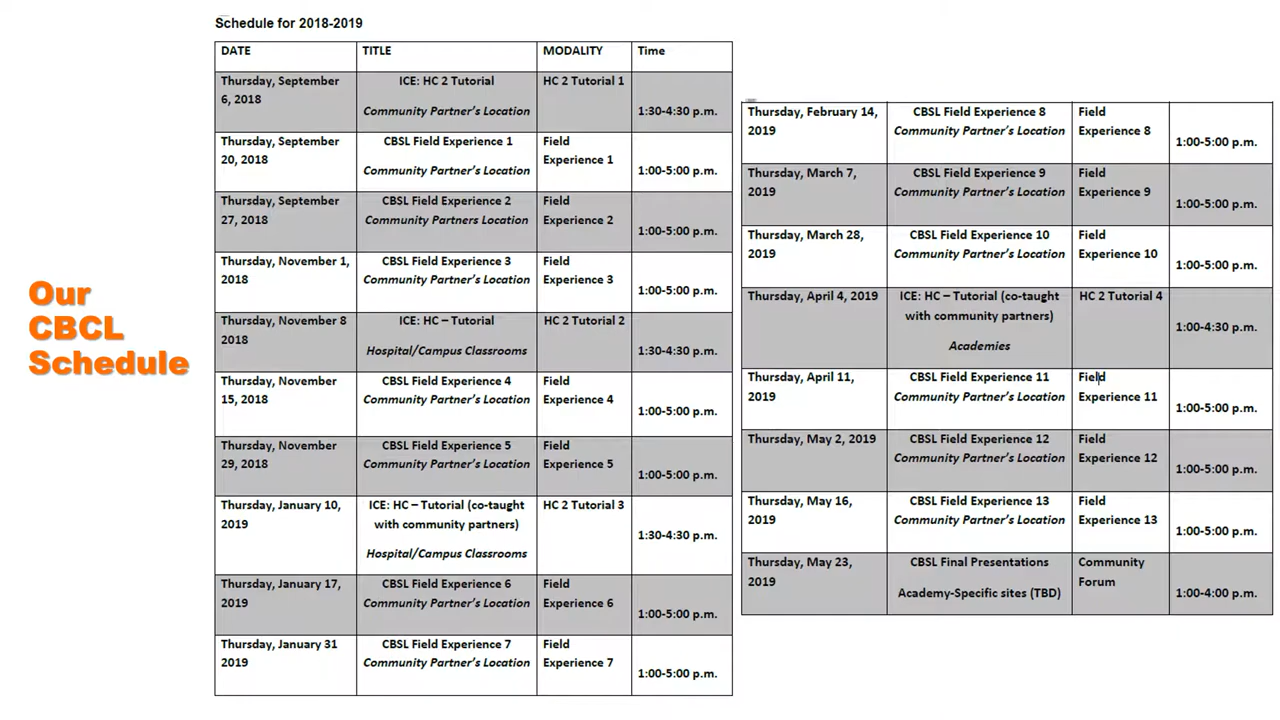 Schedule for 2018-2019
Our
CBCL
Schedule
DATE TITLE MODALITY Time
Thursday, September
6, 2018
ICE: HC 2 Tutorial
Community Partner's Location
HC 2 Tutorial 1
1:30-4:30 p.m.
Thursday, September
20, 2018
CBSL Field Experience 1
Community Partner's Location
Field
Experience 1
1:00-5:00 p.m.
Thursday, September
27, 2018
CBSL Field Experience 2
Community Partners Location
Field
Experience 2
1:00-5:00 p.m.
Thursday, November 1,
2018
CBSL Field Experience 3
Community Partner's Location
Field
Experience 3
1:00-5:00 p.m.
Thursday, November 8
2018
ICE: HC – Tutorial
Hospital/Campus Classrooms
HC 2 Tutorial 2
1:30-4:30 p.m.
Thursday, November
15, 2018
CBSL Field Experience 4
Community Partner's Location
Field
Experience 4
1:00-5:00 p.m.
Thursday, November
29, 2018
CBSL Field Experience 5
Community Partner's Location
Field
Experience 5
1:00-5:00 p.m.
Thursday, January 10,
2019
ICE: HC – Tutorial (co-taught
with community partners)
Hospital/Campus Classrooms
HC 2 Tutorial 3
1:30-4:30 p.m.
Thursday, January 17,
2019
CBSL Field Experience 6
Community Partner's Location
Field
Experience 6
1:00-5:00 p.m.
Thursday, January 31
2019
CBSL Field Experience 7
Community Partner's Location
Field
Experience 7
1:00-5:00 p.m.
Thursday, February 14,
2019
CBSL Field Experience 8
Community Partner's Location
Field
Experience 8
1:00-5:00 p.m.
Thursday, March 7,
2019
CBSL Field Experience 9
Community Partner's Location
Field
Experience 9
1:00-5:00 p.m.
Thursday, March 28,
2019
CBSL Field Experience 10
Community Partner's Location
Field
Experience 10
1:00-5:00 p.m.
Thursday, April 4, 2019
ICE: HC – Tutorial (co-taught
with community partners)
Academies
HC 2 Tutorial 4
1:00-4:30 p.m.
Thursday, April 11,
2019
CBSL Field Experience 11
Community Partner's Location
Field
Experience 11
1:00-5:00 p.m.
Thursday, May 2, 2019
CBSL Field Experience 12
Community Partner's Location
Field
Experience 12
1:00-5:00 p.m.
Thursday, May 16,
2019
CBSL Field Experience 13
Community Partner's Location
Field
Experience 13
1:00-5:00 p.m.
Thursday, May 23,
2019
CBSL Final Presentations
Academy-Specific sites (TBD)
Community
Forum
1:00-4:00 p.m.